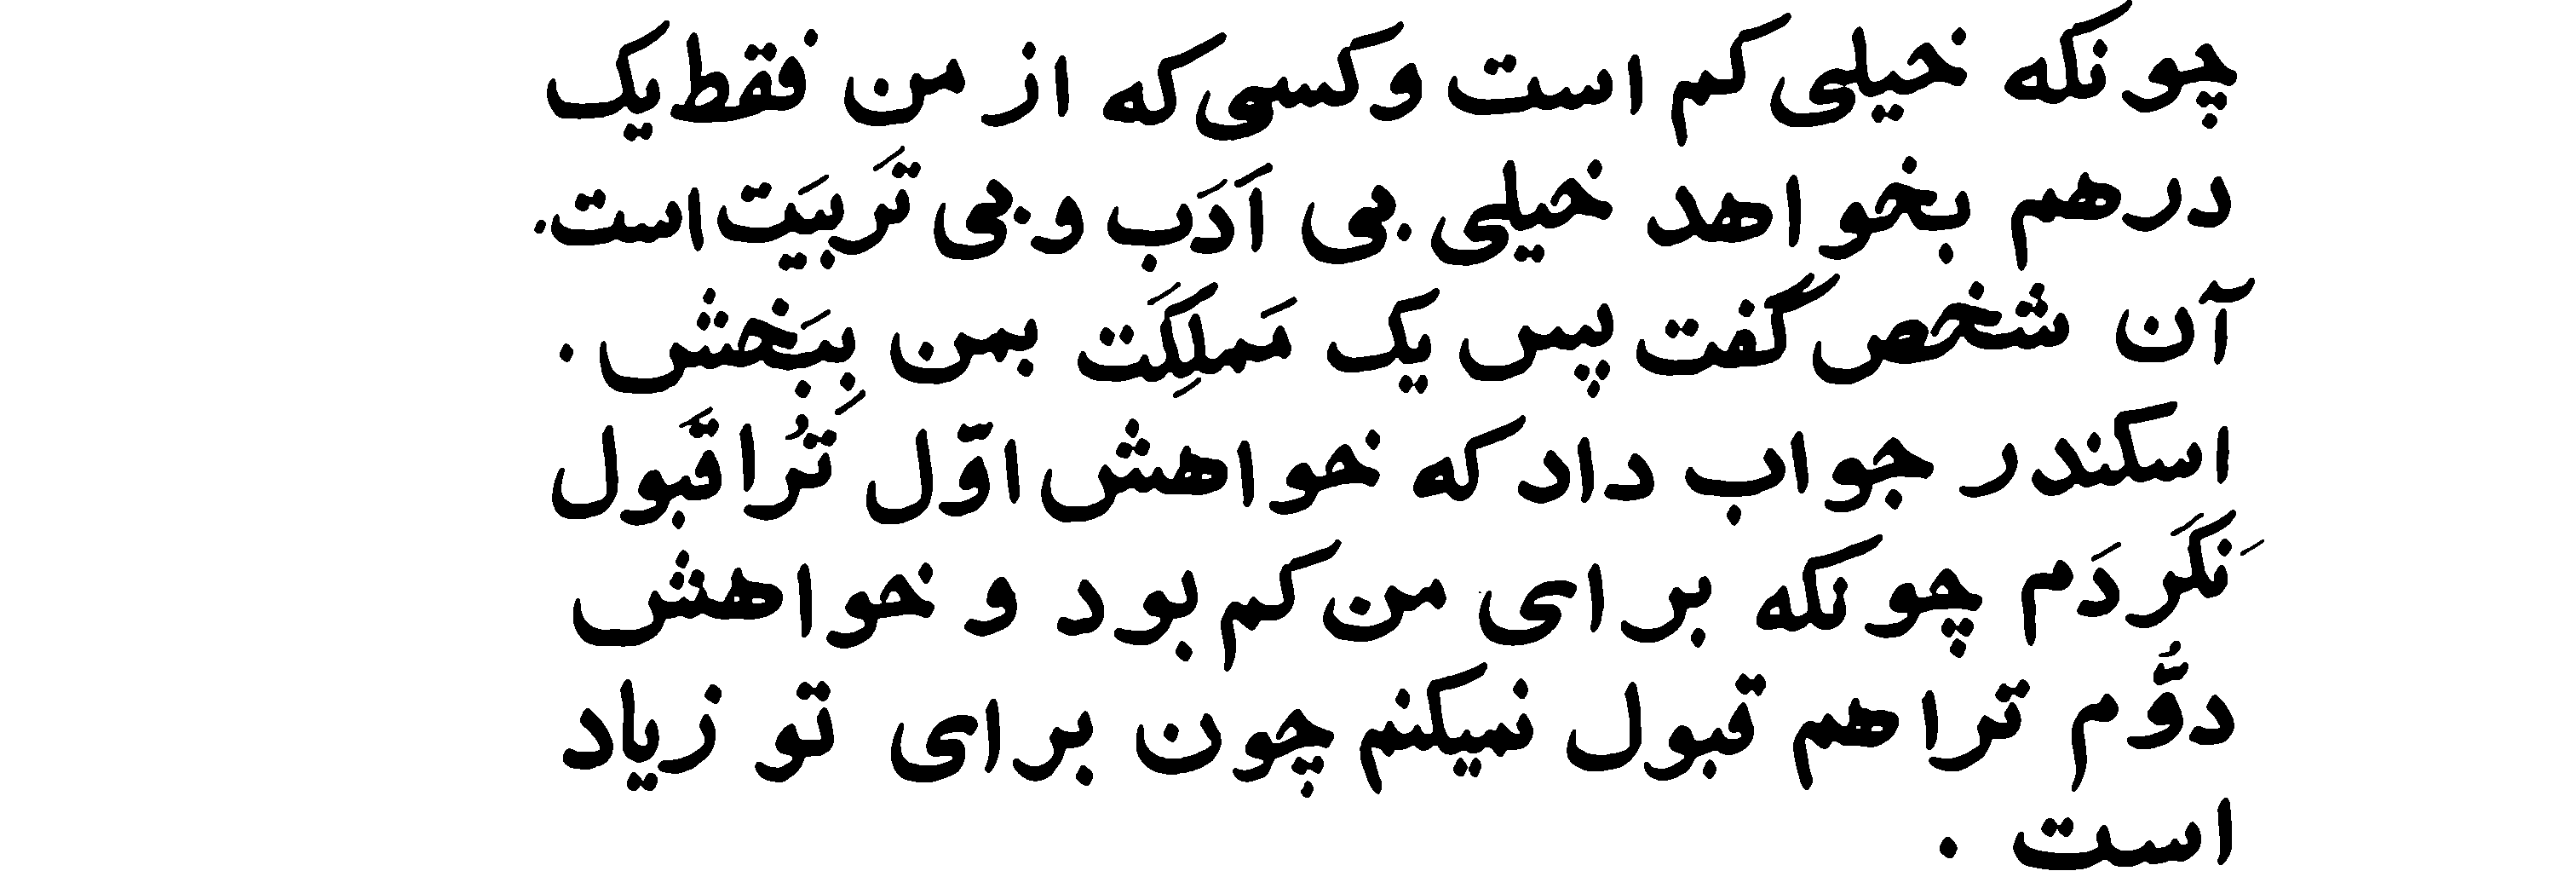 چونکه خیلی کم است و کسی که از من فقط یک
درهم بخواهد خیلی بی اَدَب و بی تَربیَت است.
آن شخص گفت پس یک مَملِکَت بمن بِبَخش .
اسکندر جواب داد که خواهش اوّل تُرا قَبول
نَکَردَم چونکه برای من کم بود و خواهش
دوُّم ترا هم قبول نمیکنم چون برای تو زیاد
است .